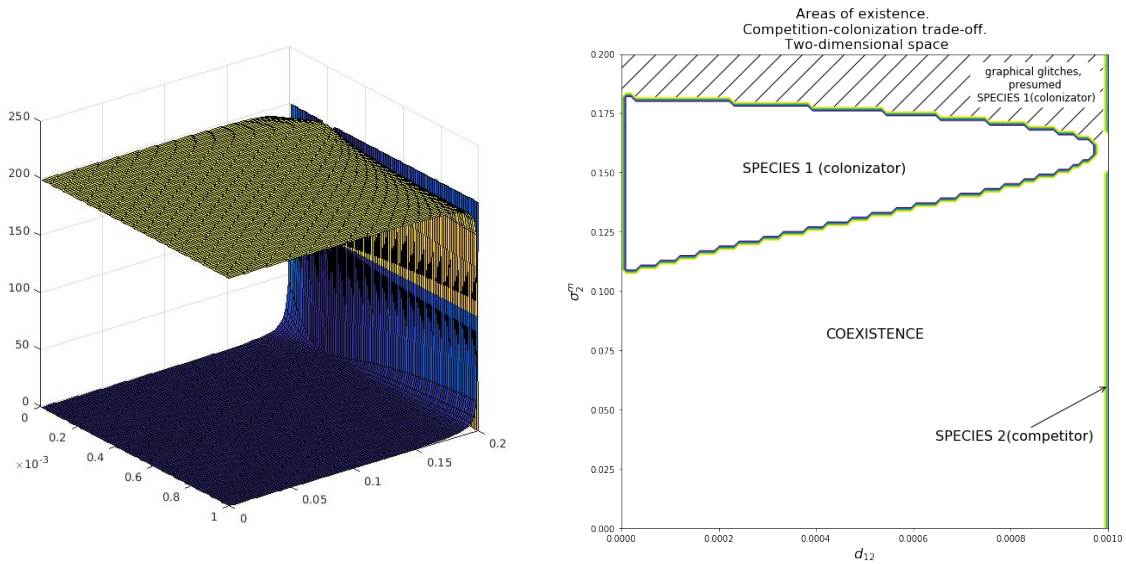 250
200
150
100
50
0
0
0.2
0.4
0.6
0.8
1
×10⁻³
0
0.05
0.1
0.15
0.2
Areas of existence.
Competition-colonization trade-off.
Two-dimensional space
0.200
0.175
0.150
0.125
0.100
0.075
0.050
0.025
0.000
σ₂ᵐ
graphical glitches,
presumed
SPECIES 1(colonizator)
SPECIES 1 (colonizator)
COEXISTENCE
SPECIES 2(competitor)
0.0000 0.0002 0.0004 0.0006 0.0008 0.0010
d₁₂